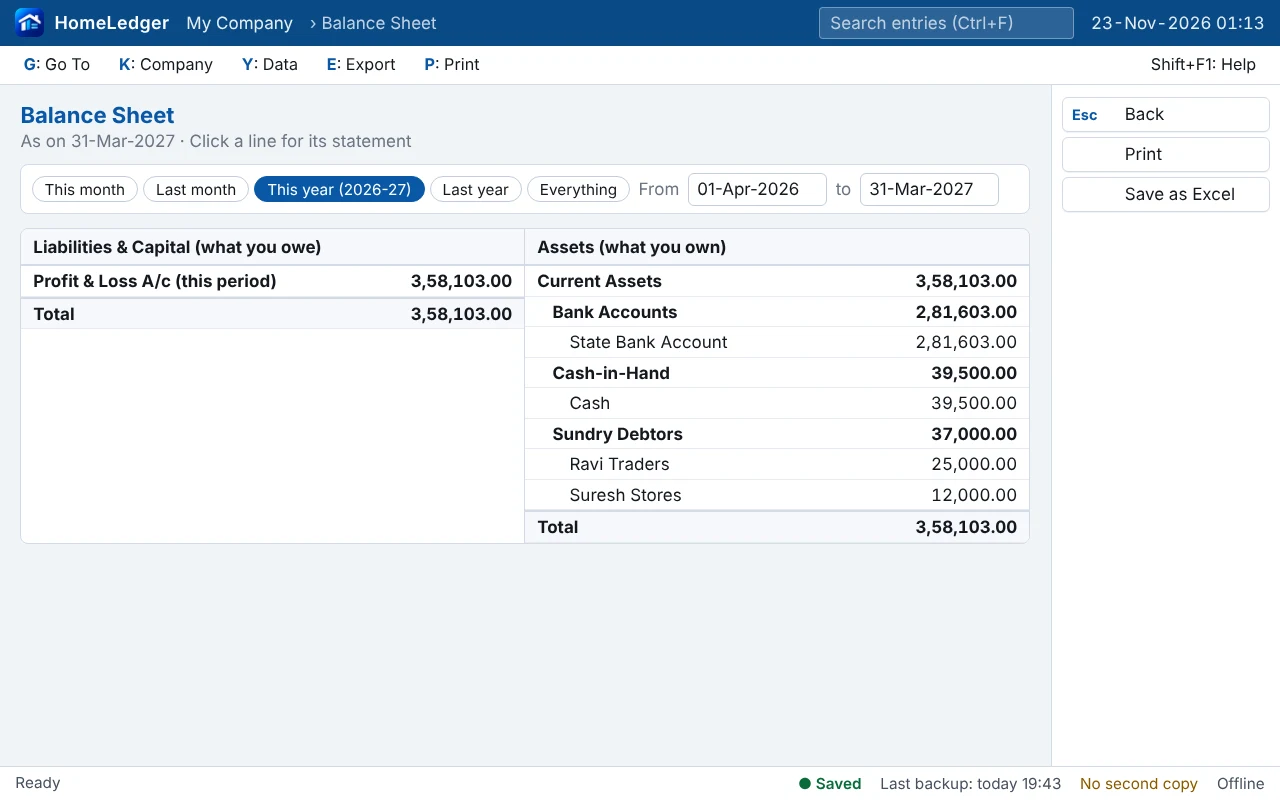 HomeLedger My Company › Balance Sheet Search entries (Ctrl+F) 23-Nov-2026 01:13
G: Go To K: Company Y: Data E: Export P: Print Shift+F1: Help
Balance Sheet
As on 31-Mar-2027 · Click a line for its statement
This month Last month This year (2026-27) Last year Everything From 01-Apr-2026 to 31-Mar-2027
Esc Back
Print
Save as Excel
Liabilities & Capital (what you owe)
Profit & Loss A/c (this period) 3,58,103.00
Total 3,58,103.00
Assets (what you own)
Current Assets 3,58,103.00
Bank Accounts 2,81,603.00
State Bank Account 2,81,603.00
Cash-in-Hand 39,500.00
Cash 39,500.00
Sundry Debtors 37,000.00
Ravi Traders 25,000.00
Suresh Stores 12,000.00
Total 3,58,103.00
Ready Saved Last backup: today 19:43 No second copy Offline